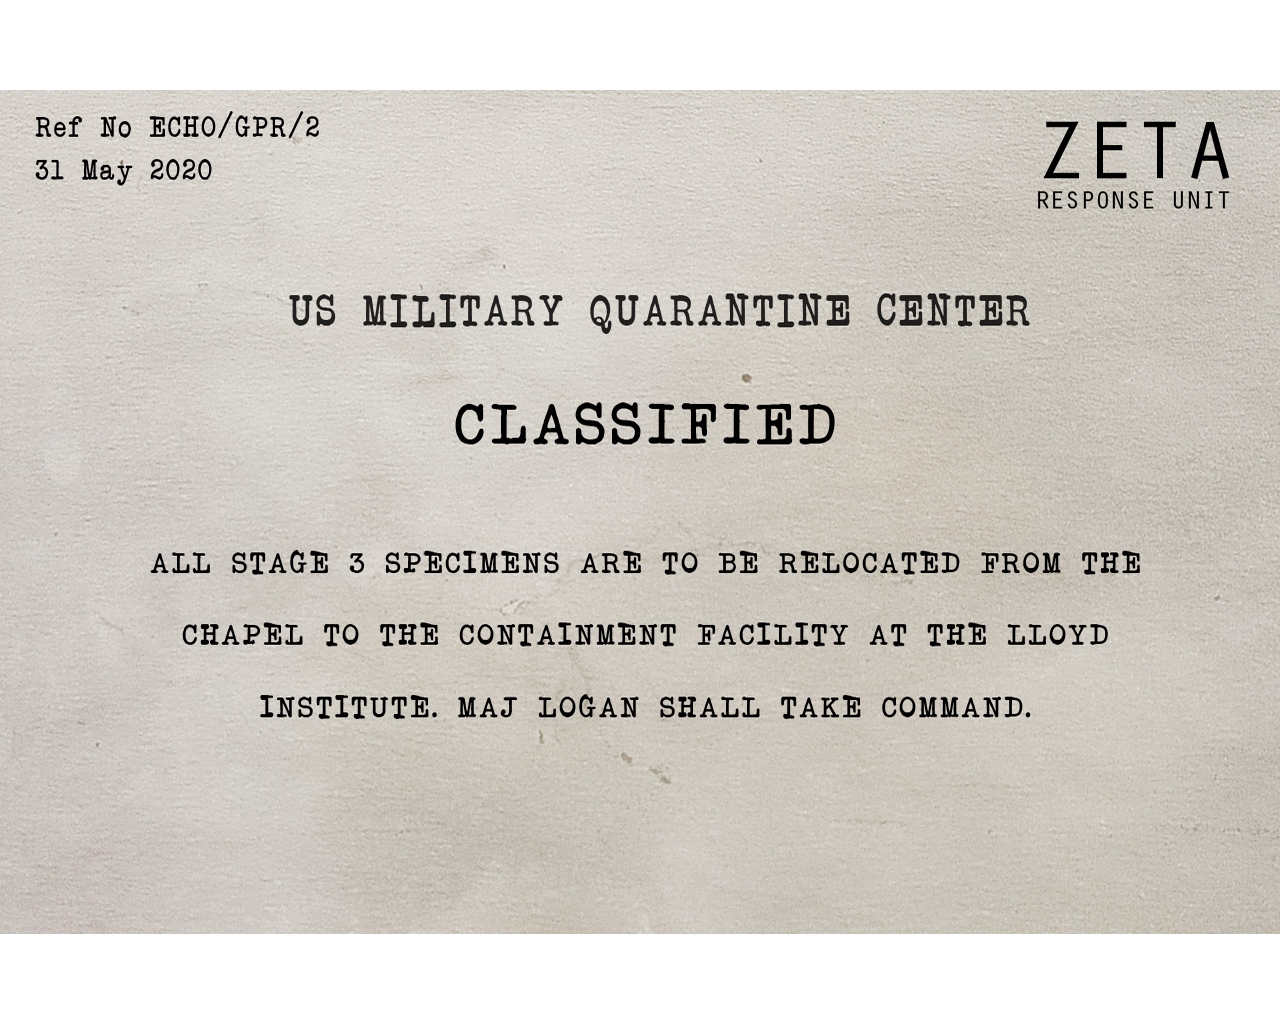 Ref No ECHO/GPR/2
31 May 2020
ZETA
RESPONSE UNIT
US MILITARY QUARANTINE CENTER
CLASSIFIED
ALL STAGE 3 SPECIMENS ARE TO BE RELOCATED FROM THE
CHAPEL TO THE CONTAINMENT FACILITY AT THE LLOYD
INSTITUTE. MAJ LOGAN SHALL TAKE COMMAND.